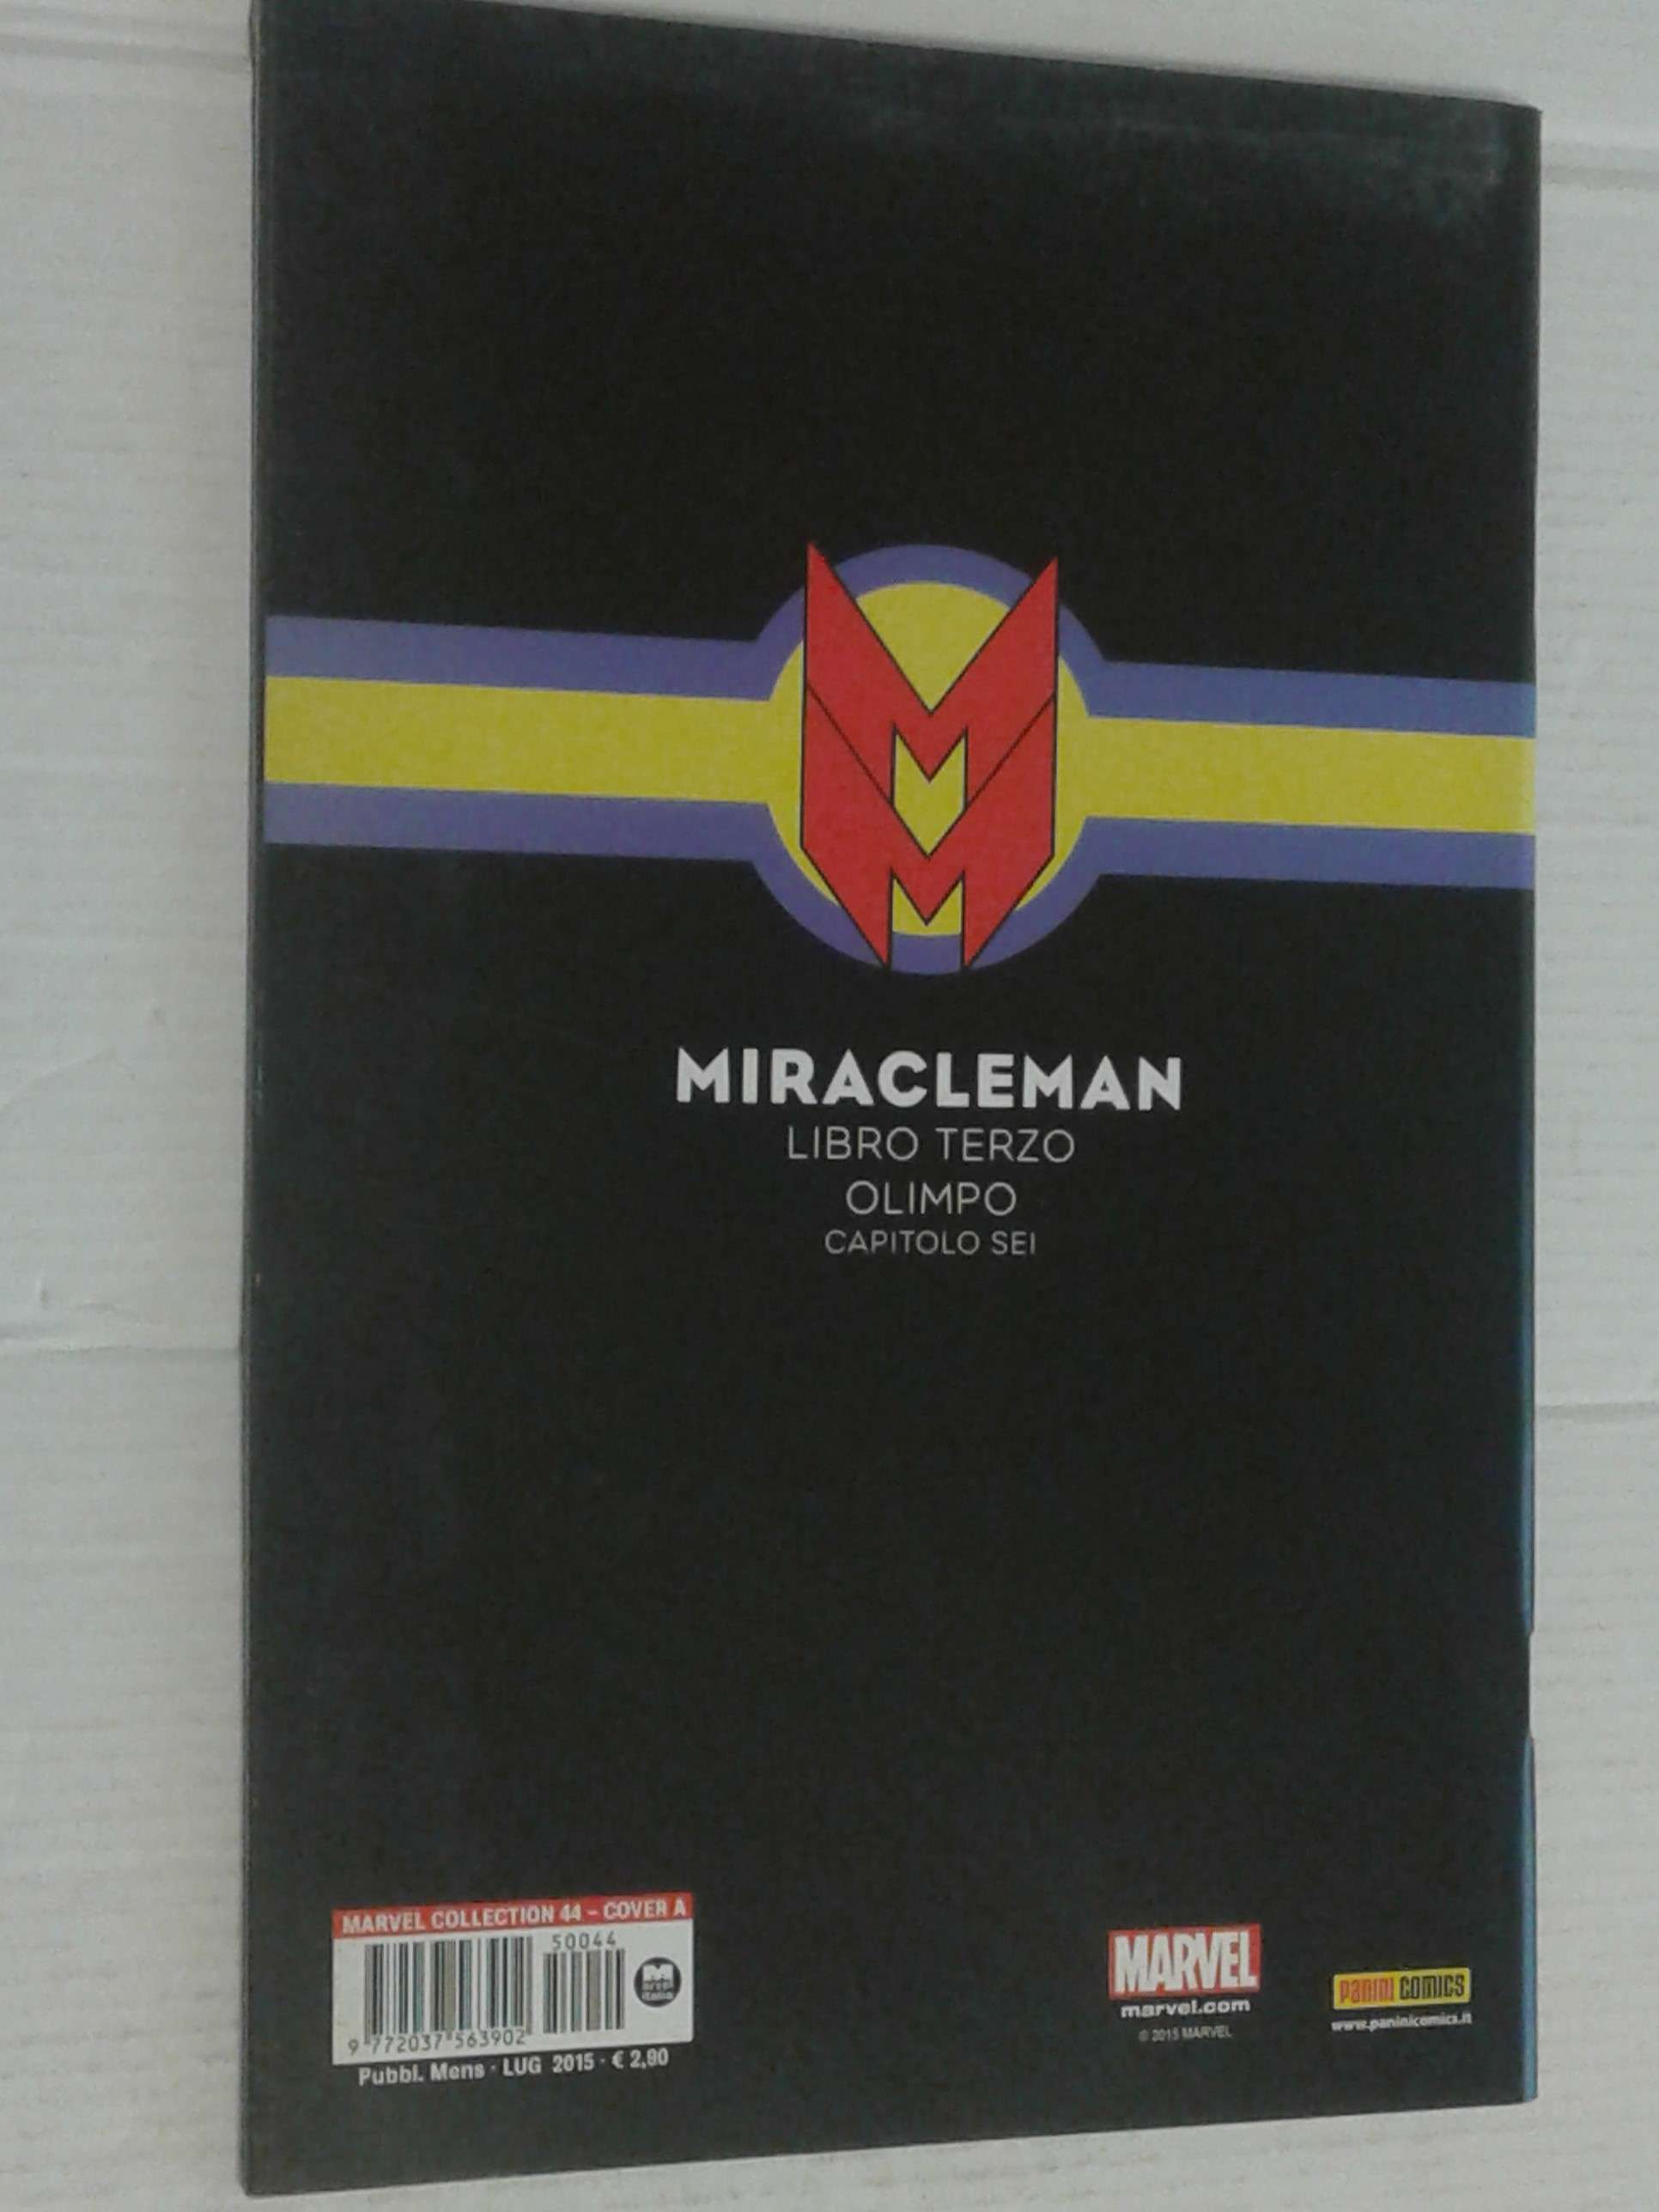 MIRACLEMAN
LIBRO TERZO
OLIMPO
CAPITOLO SEI
MARVEL COLLECTION 44 - COVER A
50044
9 772037 563902
Pubbl. Mens · LUG 2015 · € 2,90
MARVEL
marvel.com
© 2015 MARVEL
PANINI COMICS
www.paninicomics.it